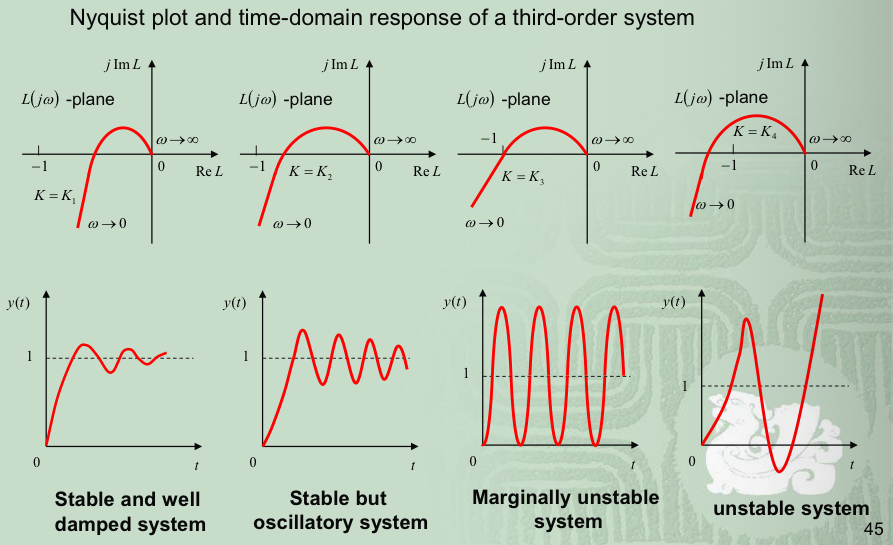 Nyquist plot and time-domain response of a third-order system
j Im L
L(jω) -plane
ω→∞
−1
0
Re L
K = K₁
ω→0
j Im L
L(jω) -plane
ω→∞
−1
0
Re L
K = K₂
ω→0
j Im L
L(jω) -plane
−1
ω→∞
0
Re L
K = K₃
ω→0
j Im L
L(jω) -plane
K = K₄
ω→∞
−1
0
Re L
ω→0
y(t)
1
0
t
Stable and well
damped system
y(t)
1
0
t
Stable but
oscillatory system
y(t)
1
0
t
Marginally unstable
system
y(t)
1
0
t
unstable system
45